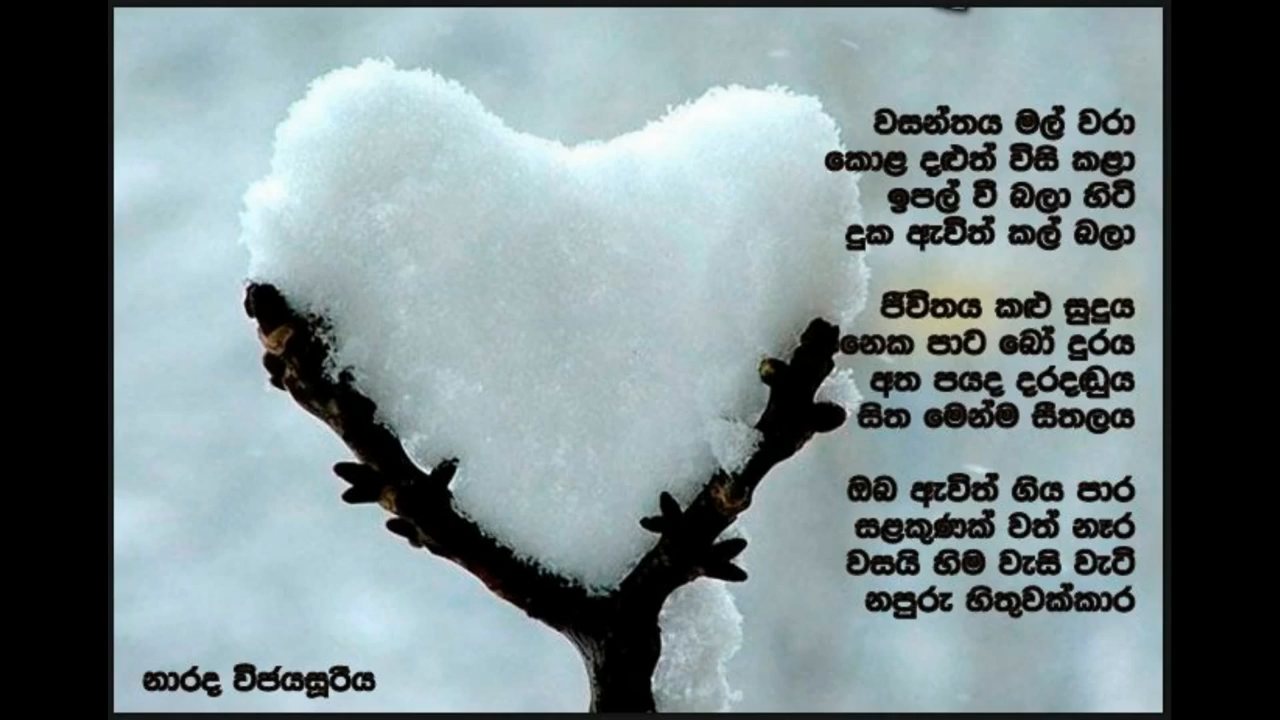 වසන්තය මල් වරා
කොළ දළුත් විසි කළා
ඉපල් වී බලා හිටි
දුක ඇවිත් කල් බලා
ජීවිතය කළු සුදුය
නෙක පාට බෝ දුරය
අත පයද දරදඬුය
සිත මෙන්ම සීතලය
ඔබ ඇවිත් ගිය පාර
සළකුණක් වත් නෑර
වසයි හිම වැසි වැටි
නපුරු හිතුවක්කාර
නාරද විජයසූරිය